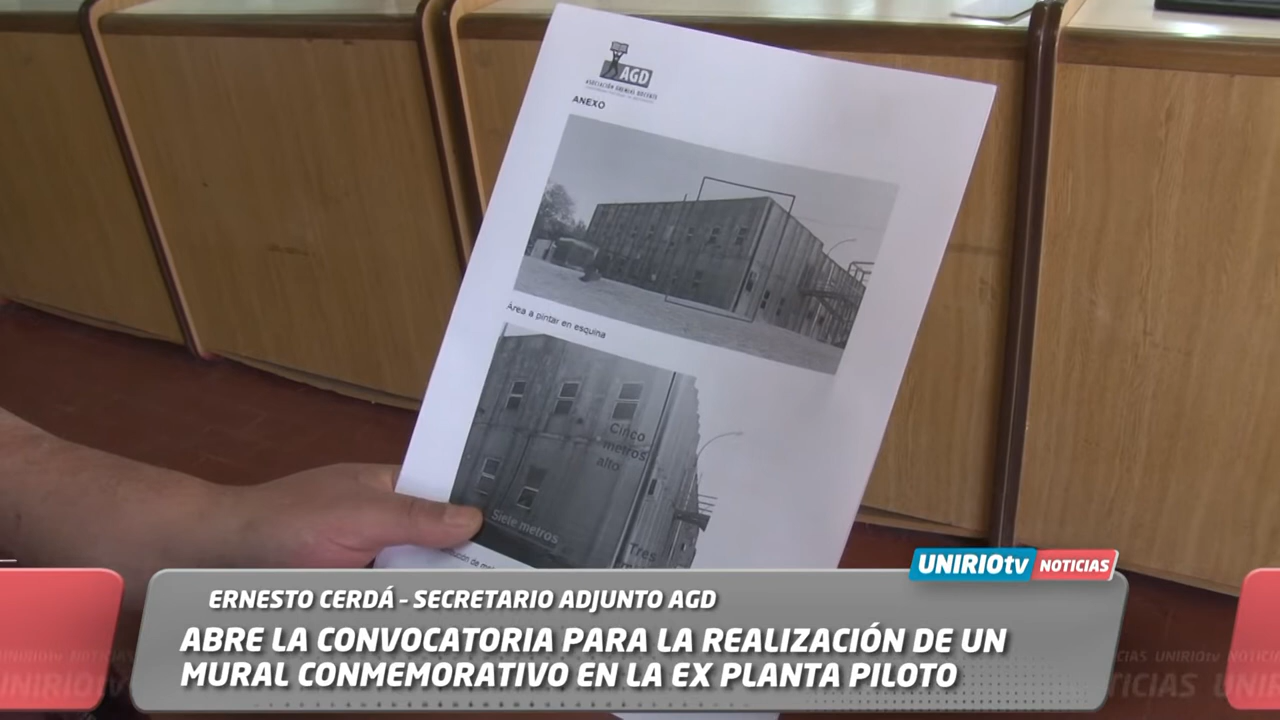 AGD
ASOCIACIÓN GREMIAL DOCENTE
ANEXO
Área a pintar en esquina
Cinco
metros
alto
Siete metros
Tres
UNIRIOtv NOTICIAS
ERNESTO CERDÁ - SECRETARIO ADJUNTO AGD
ABRE LA CONVOCATORIA PARA LA REALIZACIÓN DE UN
MURAL CONMEMORATIVO EN LA EX PLANTA PILOTO